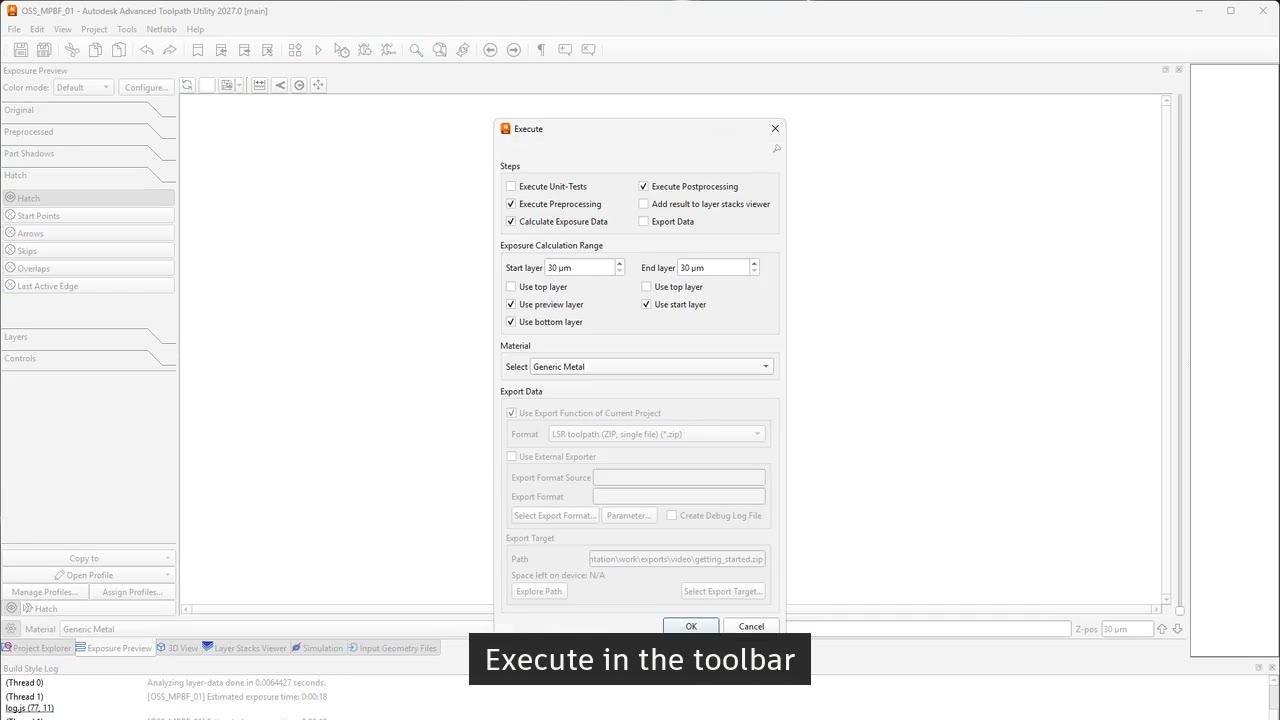 OSS_MPBF_01 - Autodesk Advanced Toolpath Utility 2027.0 [main]
File Edit View Project Tools Netfabb Help
Exposure Preview
Color mode: Default Configure...
Original
Preprocessed
Part Shadows
Hatch
Hatch
Start Points
Arrows
Skips
Overlaps
Last Active Edge
Layers
Controls
Copy to
Open Profile
Manage Profiles... Assign Profiles...
Hatch
Execute
Steps
Execute Unit-Tests Execute Postprocessing
Execute Preprocessing Add result to layer stacks viewer
Calculate Exposure Data Export Data
Exposure Calculation Range
Start layer 30 µm End layer 30 µm
Use top layer Use top layer
Use preview layer Use start layer
Use bottom layer
Material
Select Generic Metal
Export Data
Use Export Function of Current Project
Format LSR toolpath (ZIP, single file) (*.zip)
Use External Exporter
Export Format Source
Export Format
Select Export Format... Parameter... Create Debug Log File
Export Target
Path ntation\work\exports\video\getting_started.zip
Space left on device: N/A
Explore Path Select Export Target...
OK Cancel
Material Generic Metal Z-pos 30 µm
Project Explorer Exposure Preview 3D View Layer Stacks Viewer Simulation Input Geometry Files
Execute in the toolbar
Build Style Log
(Thread 0) Analyzing layer-data done in 0.0064427 seconds.
(Thread 1) [OSS_MPBF_01] Estimated exposure time: 0:00:18
log.js (77, 11)